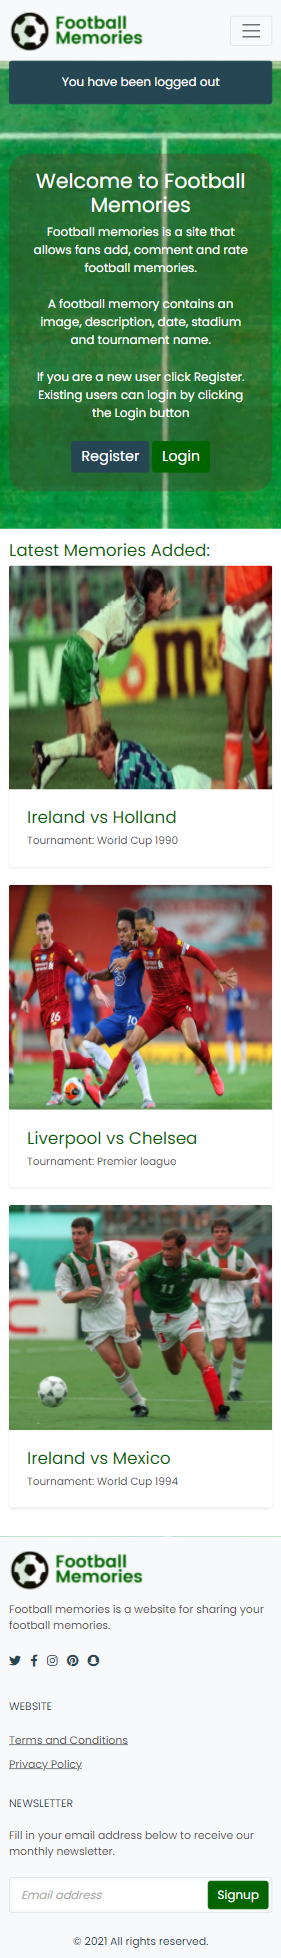 Football
Memories
You have been logged out
Welcome to Football
Memories
Football memories is a site that
allows fans add, comment and rate
football memories.
A football memory contains an
image, description, date, stadium
and tournament name.
If you are a new user click Register.
Existing users can login by clicking
the Login button
Register Login
Latest Memories Added:
LM
Ireland vs Holland
Tournament: World Cup 1990
26
10
Liverpool vs Chelsea
Tournament: Premier league
11
Ireland vs Mexico
Tournament: World Cup 1994
Football
Memories
Football memories is a website for sharing your
football memories.
WEBSITE
Terms and Conditions
Privacy Policy
NEWSLETTER
Fill in your email address below to receive our
monthly newsletter.
Email address Signup
© 2021 All rights reserved.